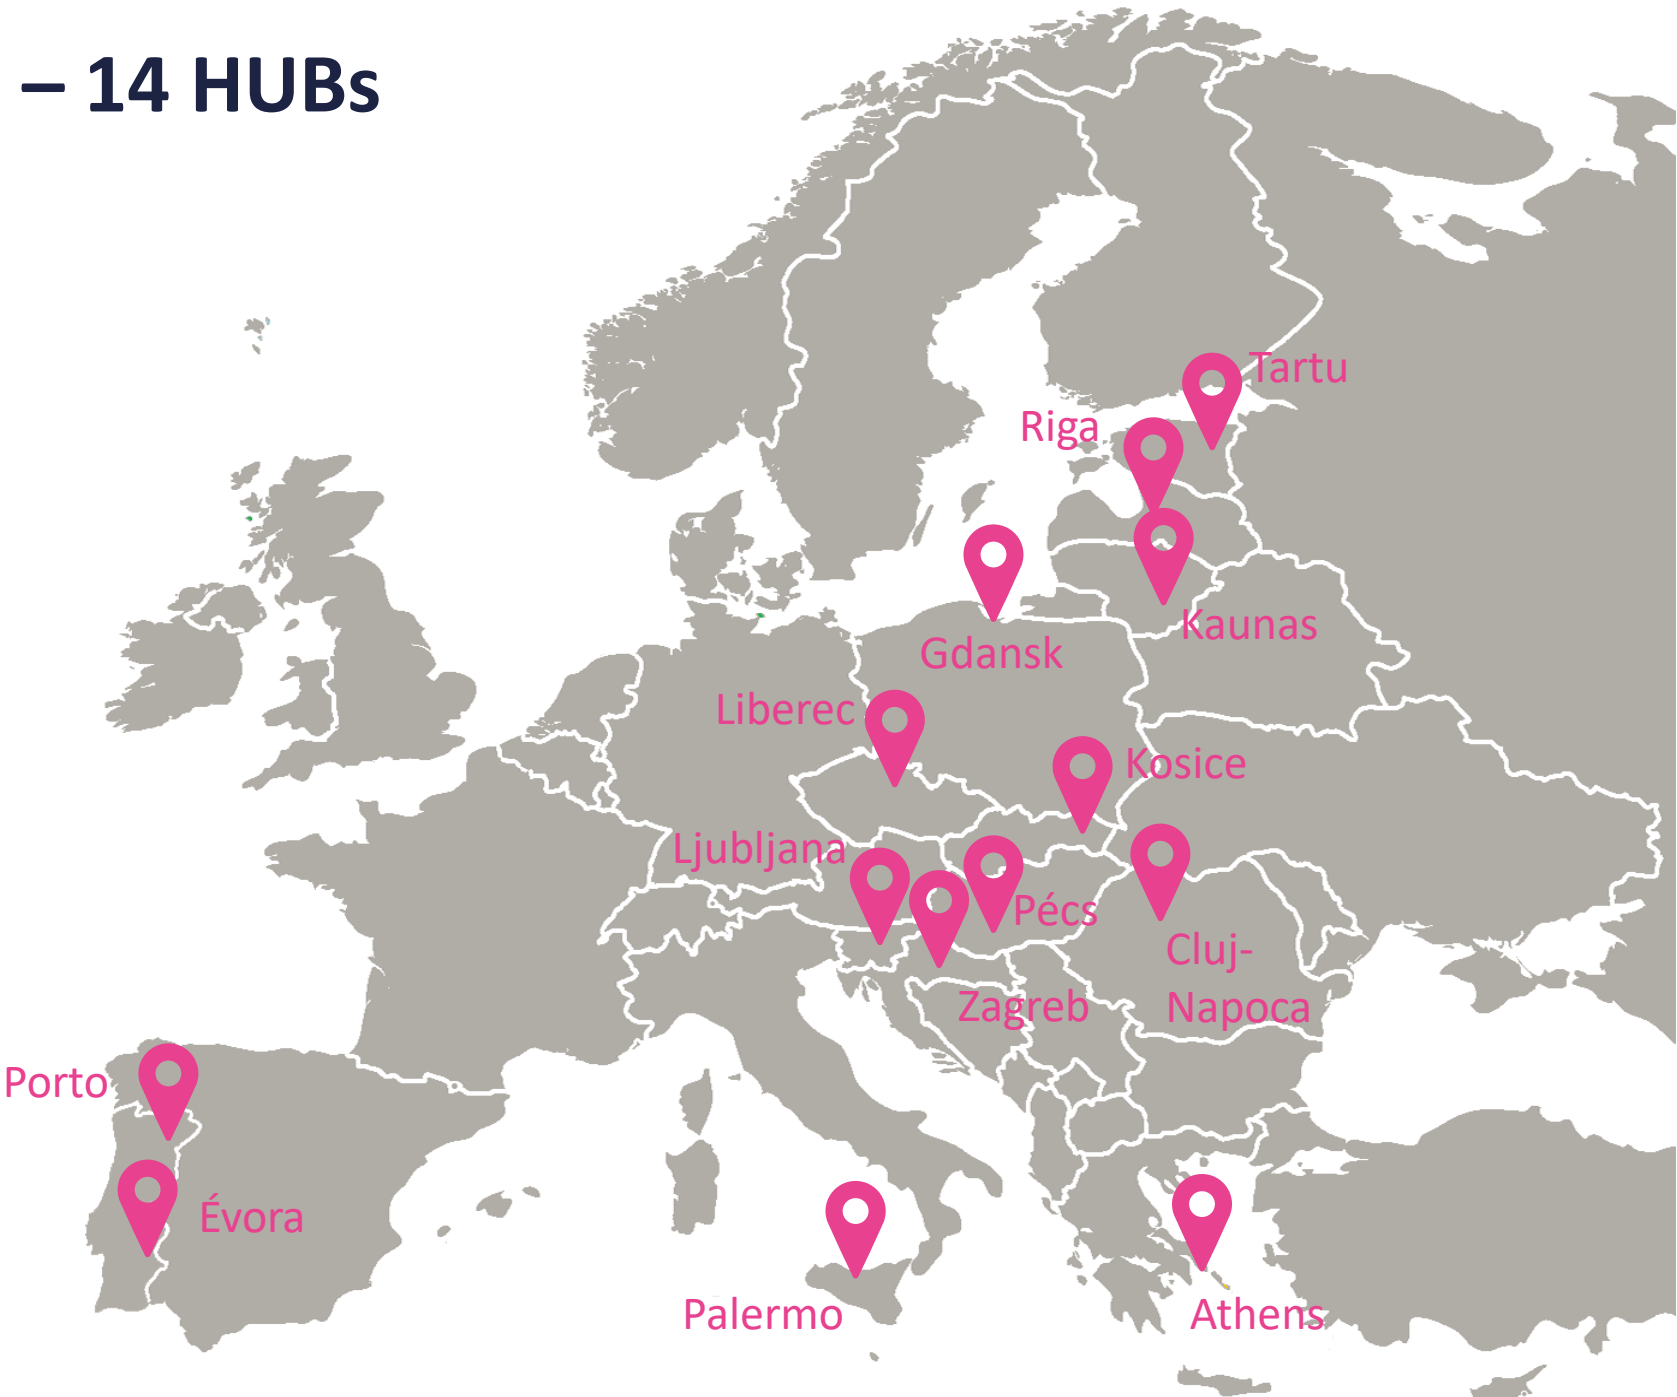 – 14 HUBs
Tartu
Riga
Kaunas
Gdansk
Liberec
Kosice
Ljubljana
Pécs
Cluj-
Napoca
Zagreb
Porto
Évora
Palermo
Athens